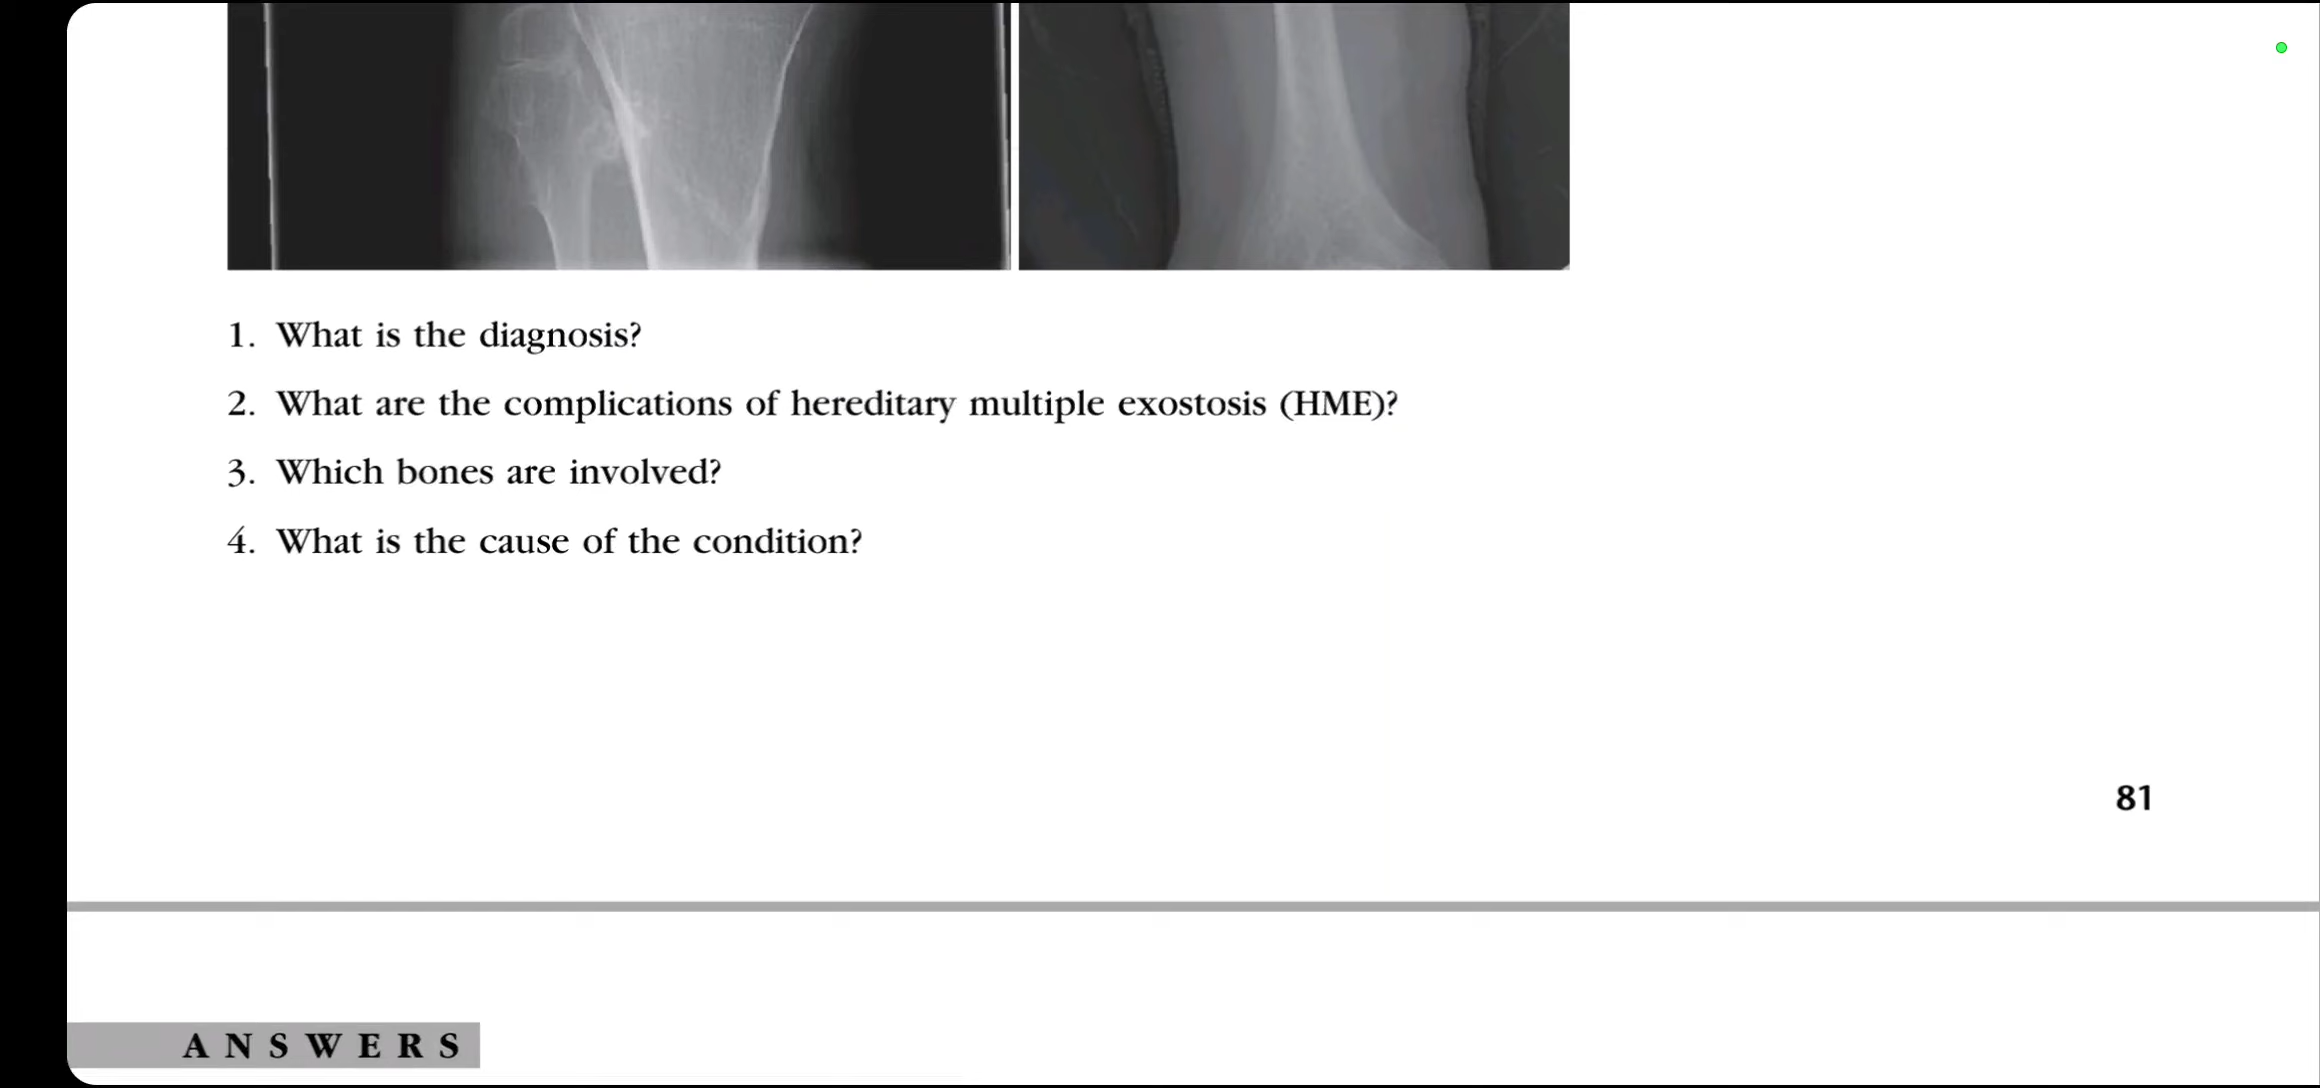 1. What is the diagnosis?
2. What are the complications of hereditary multiple exostosis (HME)?
3. Which bones are involved?
4. What is the cause of the condition?
81
ANSWERS